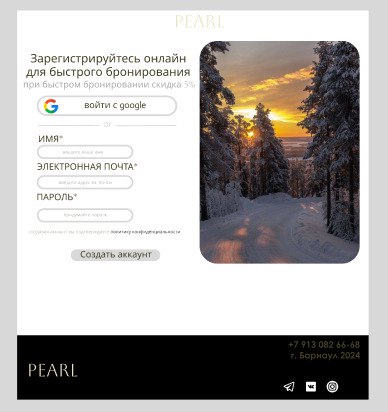 PEARL
Зарегистрируйтесь онлайн
для быстрого бронирования
при быстром бронировании скидка 5%
войти с google
or
ИМЯ*
введите ваше имя
ЭЛЕКТРОННАЯ ПОЧТА*
введите адрес эл. почты
ПАРОЛЬ*
придумайте пароль
политику конфиденциальности
Создать аккаунт
+7 913 082 66-68
г. Барнаул 2024
PEARL